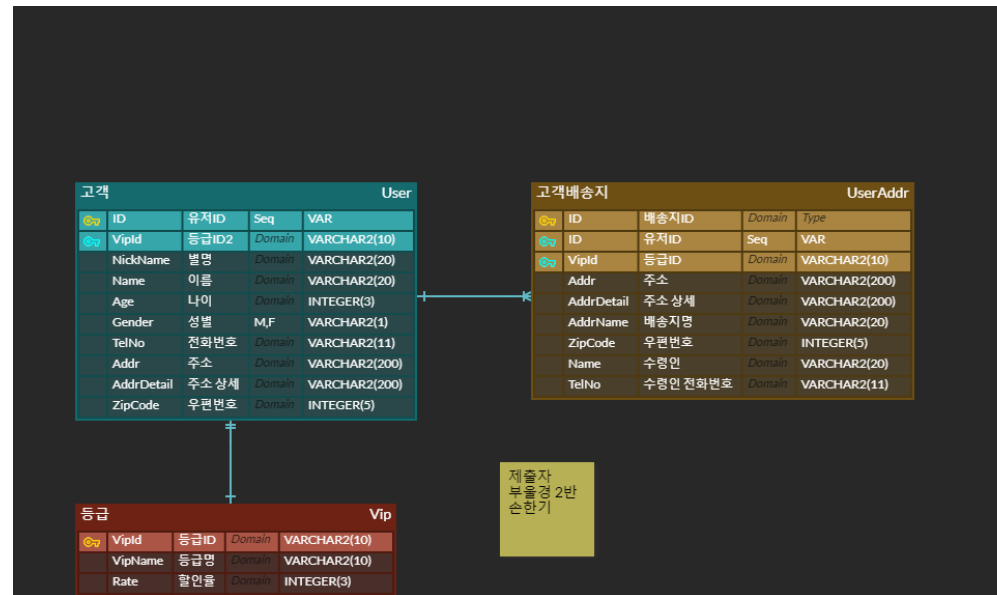 고객 User
ID 유저ID Seq VAR
VipId 등급ID2 Domain VARCHAR2(10)
NickName 별명 Domain VARCHAR2(20)
Name 이름 Domain VARCHAR2(20)
Age 나이 Domain INTEGER(3)
Gender 성별 M,F VARCHAR2(1)
TelNo 전화번호 Domain VARCHAR2(11)
Addr 주소 Domain VARCHAR2(200)
AddrDetail 주소 상세 Domain VARCHAR2(200)
ZipCode 우편번호 Domain INTEGER(5)
고객배송지 UserAddr
ID 배송지ID Domain Type
ID 유저ID Seq VAR
VipId 등급ID Domain VARCHAR2(10)
Addr 주소 Domain VARCHAR2(200)
AddrDetail 주소 상세 Domain VARCHAR2(200)
AddrName 배송지명 Domain VARCHAR2(20)
ZipCode 우편번호 Domain INTEGER(5)
Name 수령인 Domain VARCHAR2(20)
TelNo 수령인 전화번호 Domain VARCHAR2(11)
제출자
부울경 2반
손한기
등급 Vip
VipId 등급ID Domain VARCHAR2(10)
VipName 등급명 Domain VARCHAR2(10)
Rate 할인율 Domain INTEGER(3)